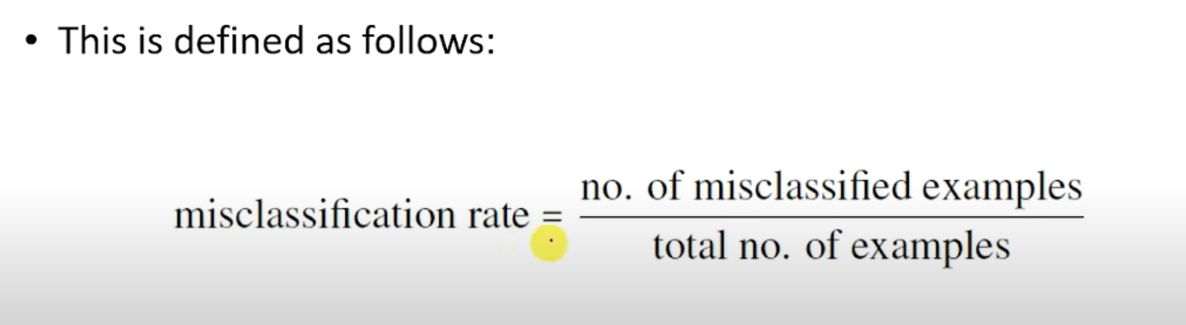 • This is defined as follows:
misclassification rate = no. of misclassified examples
total no. of examples